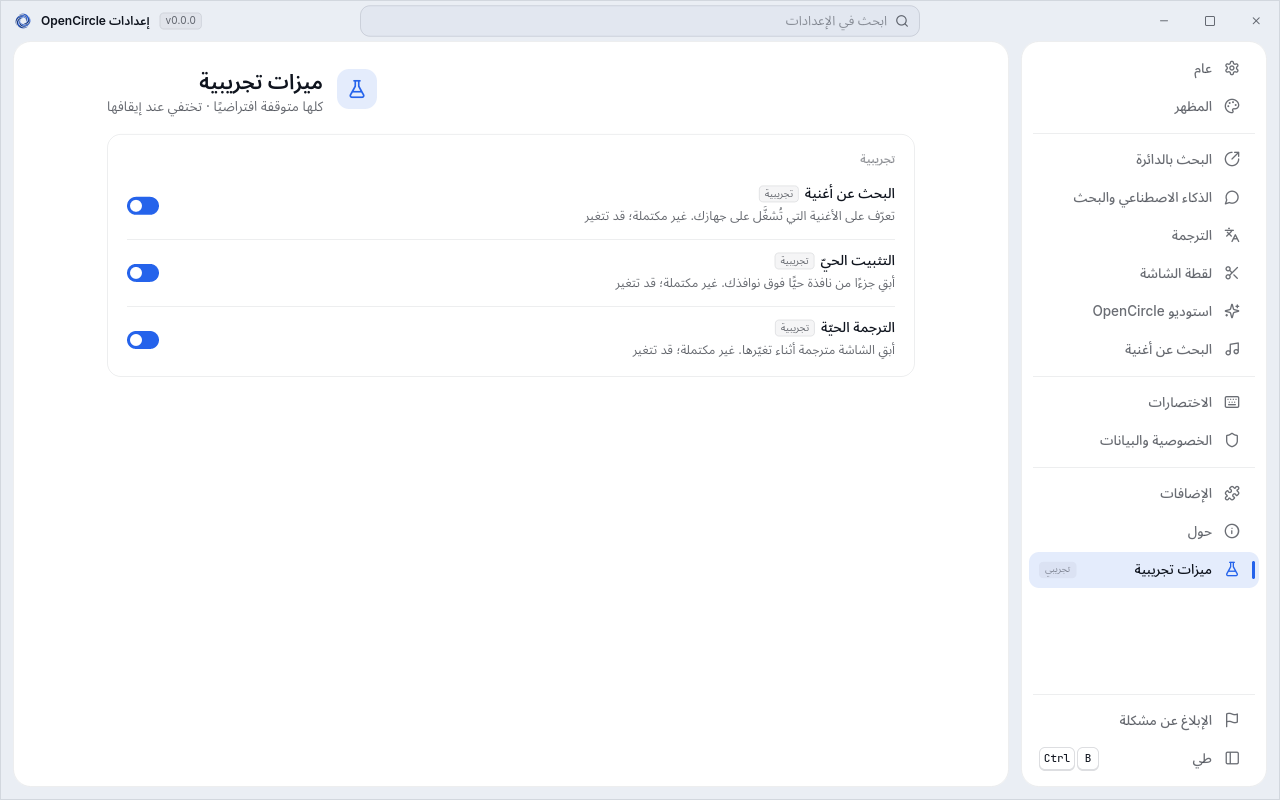 إعدادات OpenCircle
v0.0.0
ابحث في الإعدادات
عام
المظهر
البحث بالدائرة
الذكاء الاصطناعي والبحث
الترجمة
لقطة الشاشة
استوديو OpenCircle
البحث عن أغنية
الاختصارات
الخصوصية والبيانات
الإضافات
حول
ميزات تجريبية تجريبي
الإبلاغ عن مشكلة
طي Ctrl B
ميزات تجريبية
كلها متوقفة افتراضيًا · تختفي عند إيقافها
تجريبية
البحث عن أغنية تجريبية
تعرّف على الأغنية التي تُشغَّل على جهازك. غير مكتملة؛ قد تتغير
التثبيت الحيّ تجريبية
أبقِ جزءًا من نافذة حيًّا فوق نوافذك. غير مكتملة؛ قد تتغير
الترجمة الحيّة تجريبية
أبقِ الشاشة مترجمة أثناء تغيّرها. غير مكتملة؛ قد تتغير